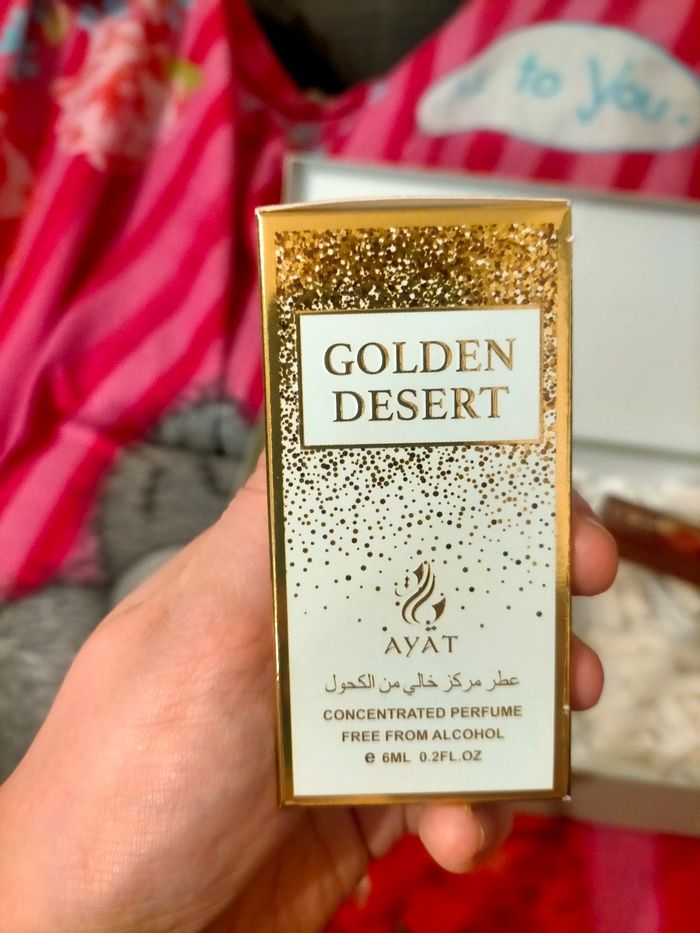 to You
GOLDEN
DESERT
AYAT
عطر مركز خالي من الكحول
CONCENTRATED PERFUME
FREE FROM ALCOHOL
e 6ML 0.2FL.OZ